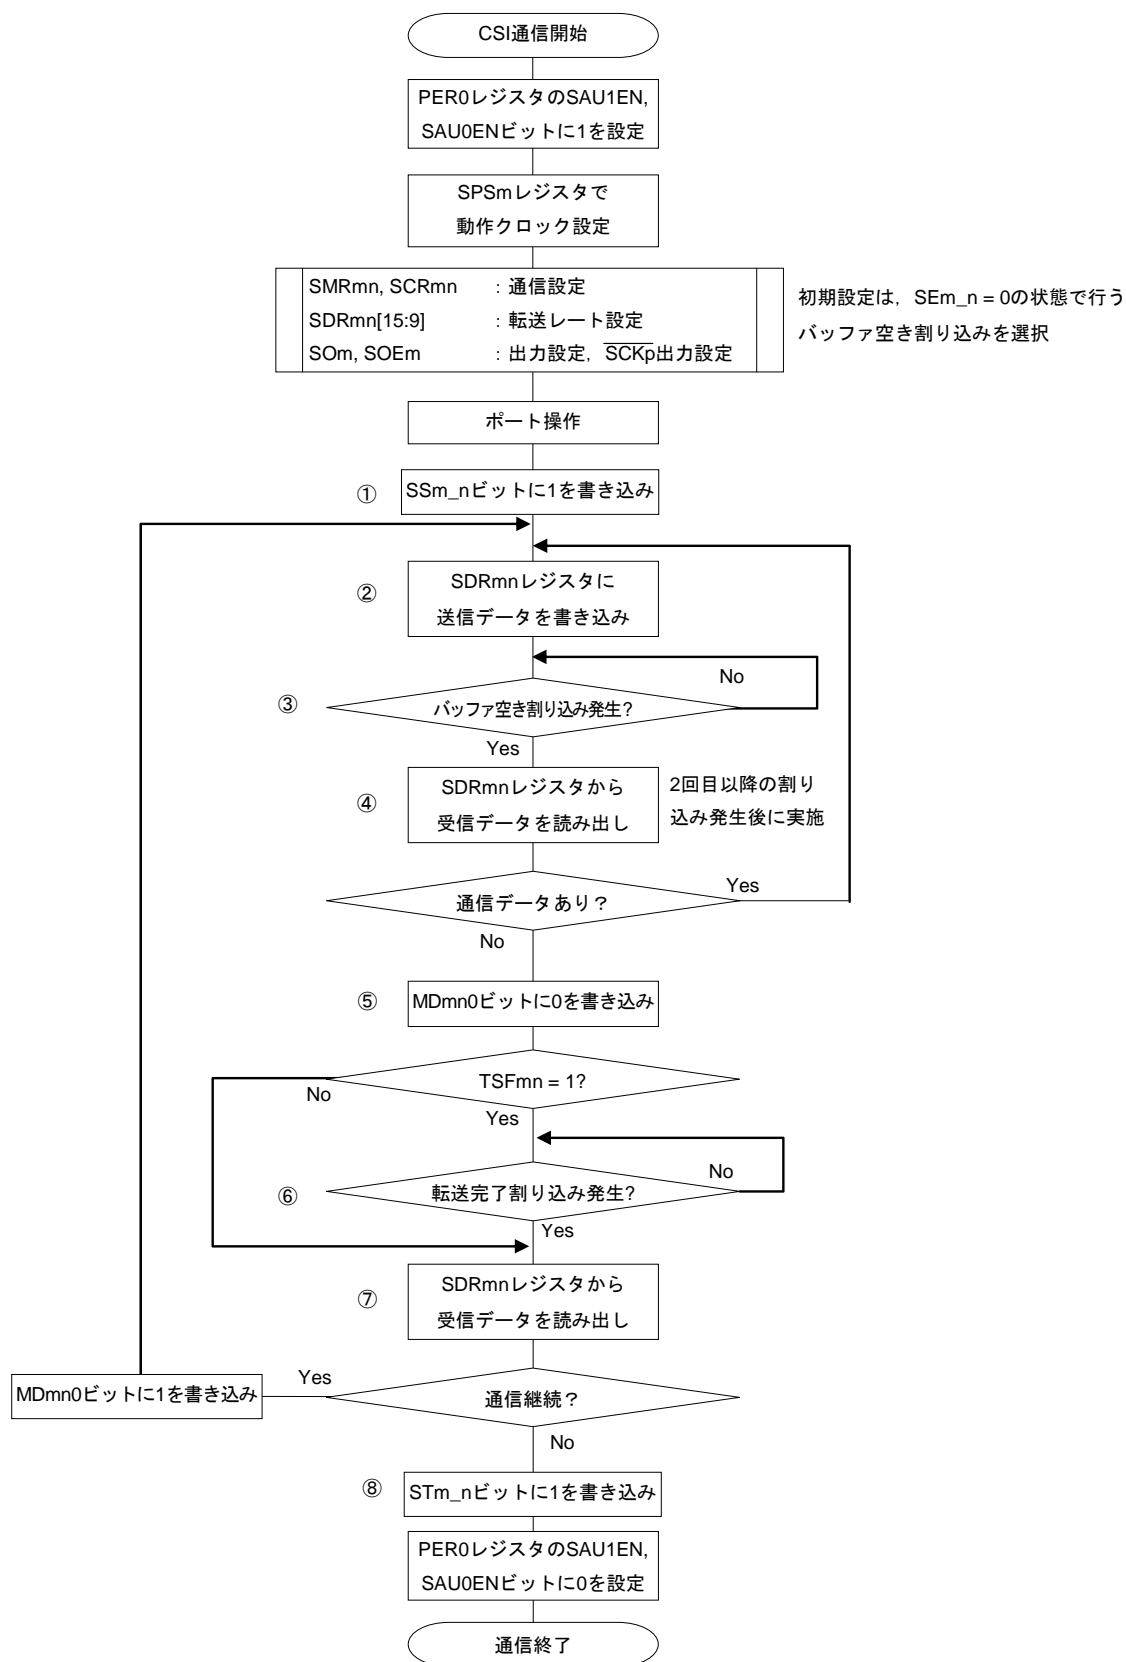 CSI通信開始
PER0レジスタのSAU1EN,
SAU0ENビットに1を設定
SPSmレジスタで
動作クロック設定
SMRmn, SCRmn : 通信設定
SDRmn[15:9] : 転送レート設定
SOm, SOEm : 出力設定, SCKp出力設定
初期設定は, SEm_n = 0の状態で行う
バッファ空き割り込みを選択
ポート操作
① SSm_nビットに1を書き込み
② SDRmnレジスタに
送信データを書き込み
No
③ バッファ空き割り込み発生?
Yes
④ SDRmnレジスタから
受信データを読み出し
2回目以降の割り
込み発生後に実施
通信データあり?
Yes
No
⑤ MDmn0ビットに0を書き込み
TSFmn = 1?
No
Yes
No
⑥ 転送完了割り込み発生?
Yes
⑦ SDRmnレジスタから
受信データを読み出し
MDmn0ビットに1を書き込み
Yes
通信継続?
No
⑧ STm_nビットに1を書き込み
PER0レジスタのSAU1EN,
SAU0ENビットに0を設定
通信終了